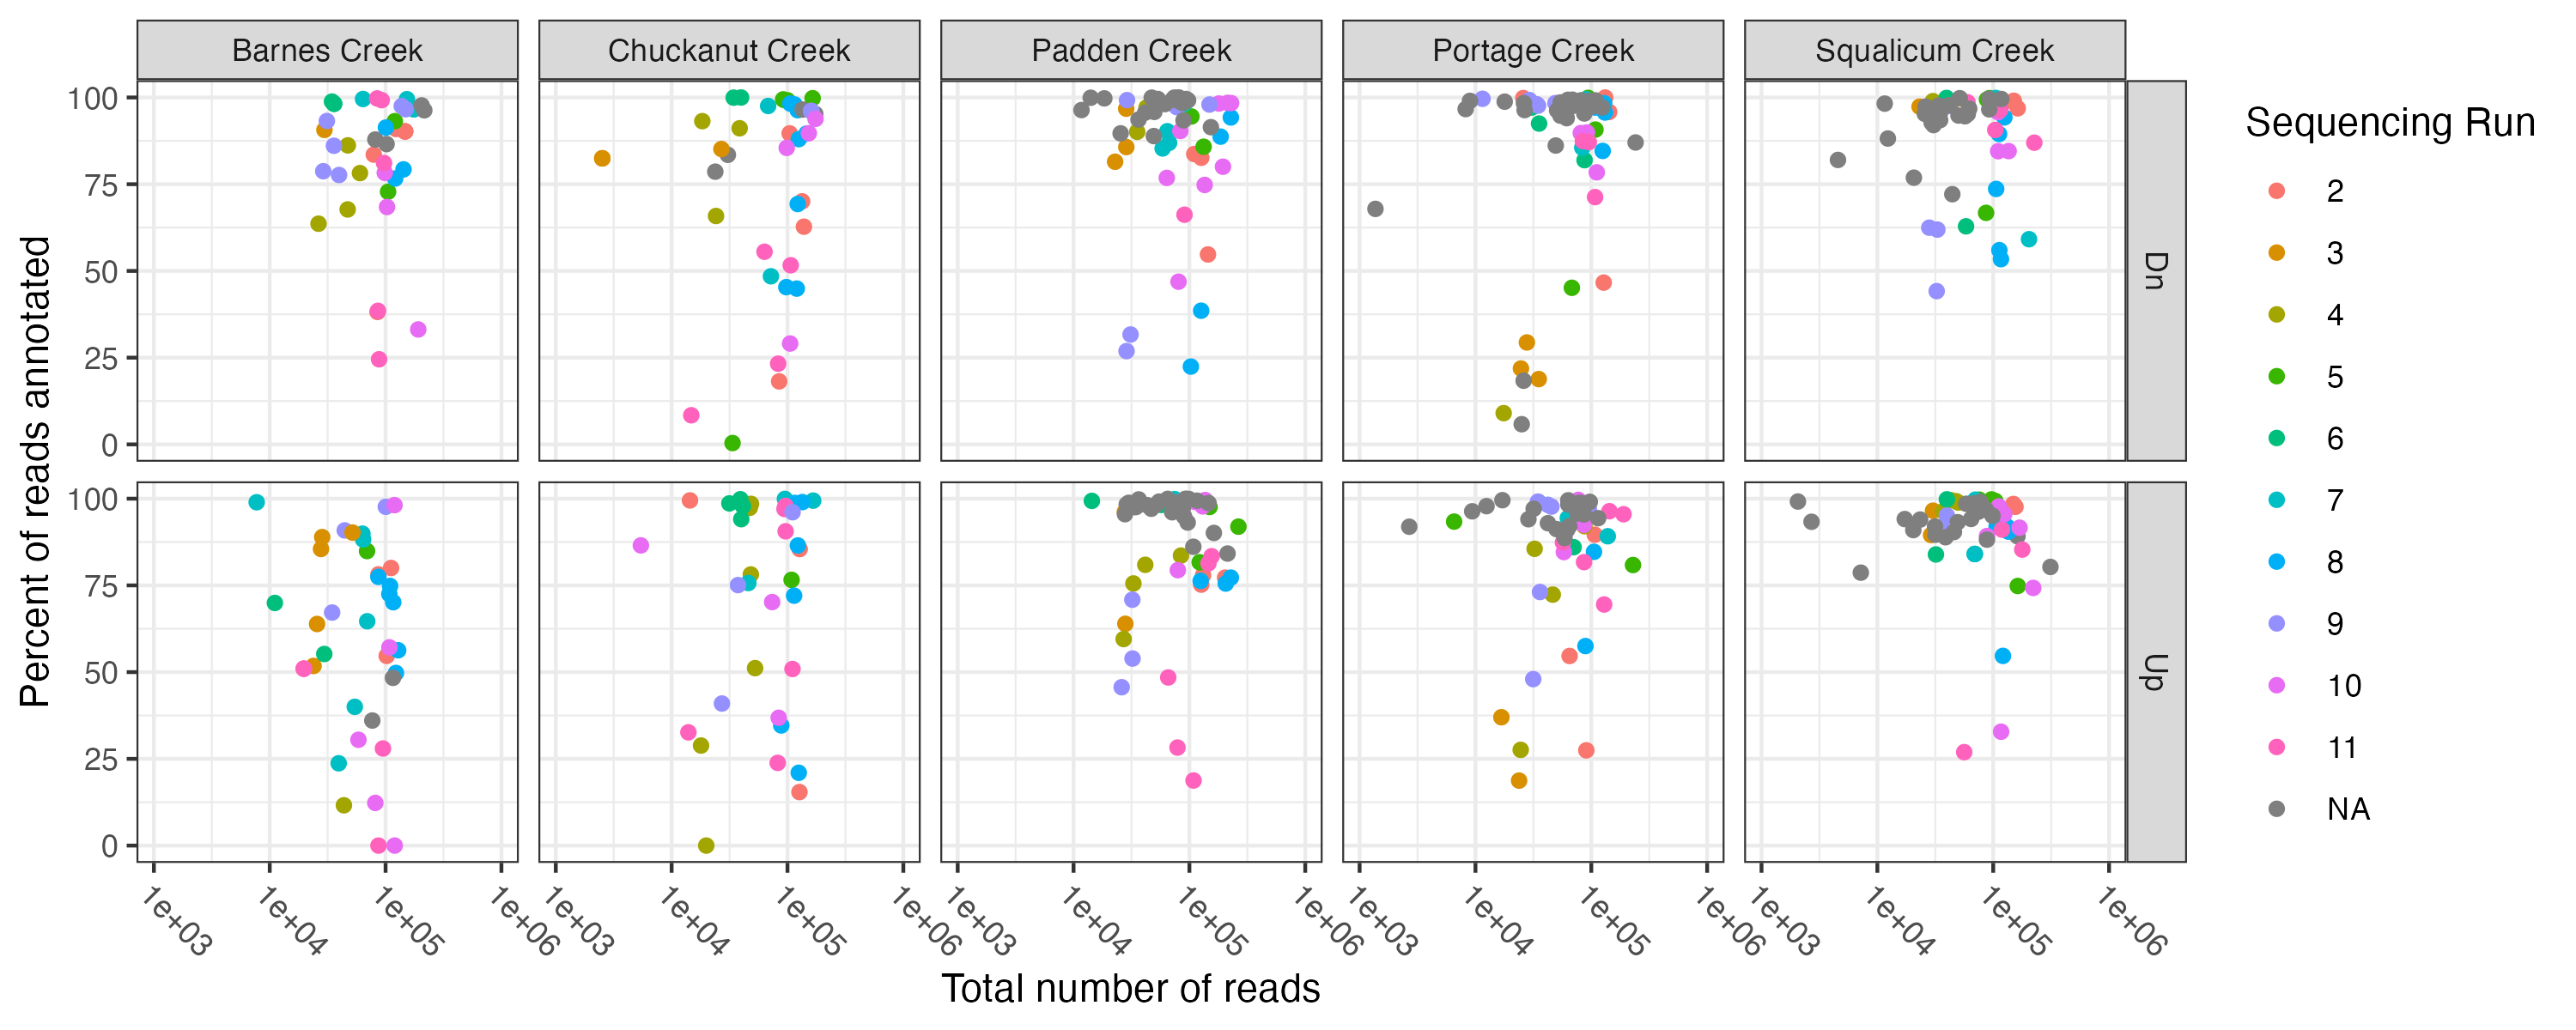 Barnes Creek
Chuckanut Creek
Padden Creek
Portage Creek
Squalicum Creek
Percent of reads annotated
100
75
50
25
0
Dn
100
75
50
25
0
Up
1e+03
1e+04
1e+05
1e+06
1e+03
1e+04
1e+05
1e+06
1e+03
1e+04
1e+05
1e+06
1e+03
1e+04
1e+05
1e+06
1e+03
1e+04
1e+05
1e+06
Total number of reads
Sequencing Run
2
3
4
5
6
7
8
9
10
11
NA